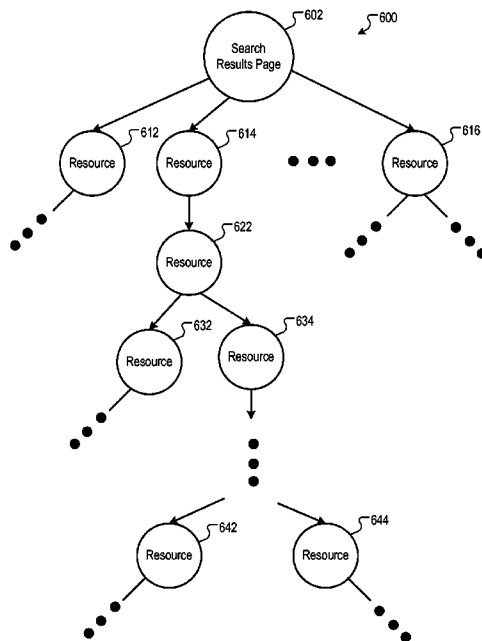 602
600
Search
Results Page
612
614
616
Resource
Resource
Resource
622
Resource
632
634
Resource
Resource
642
644
Resource
Resource